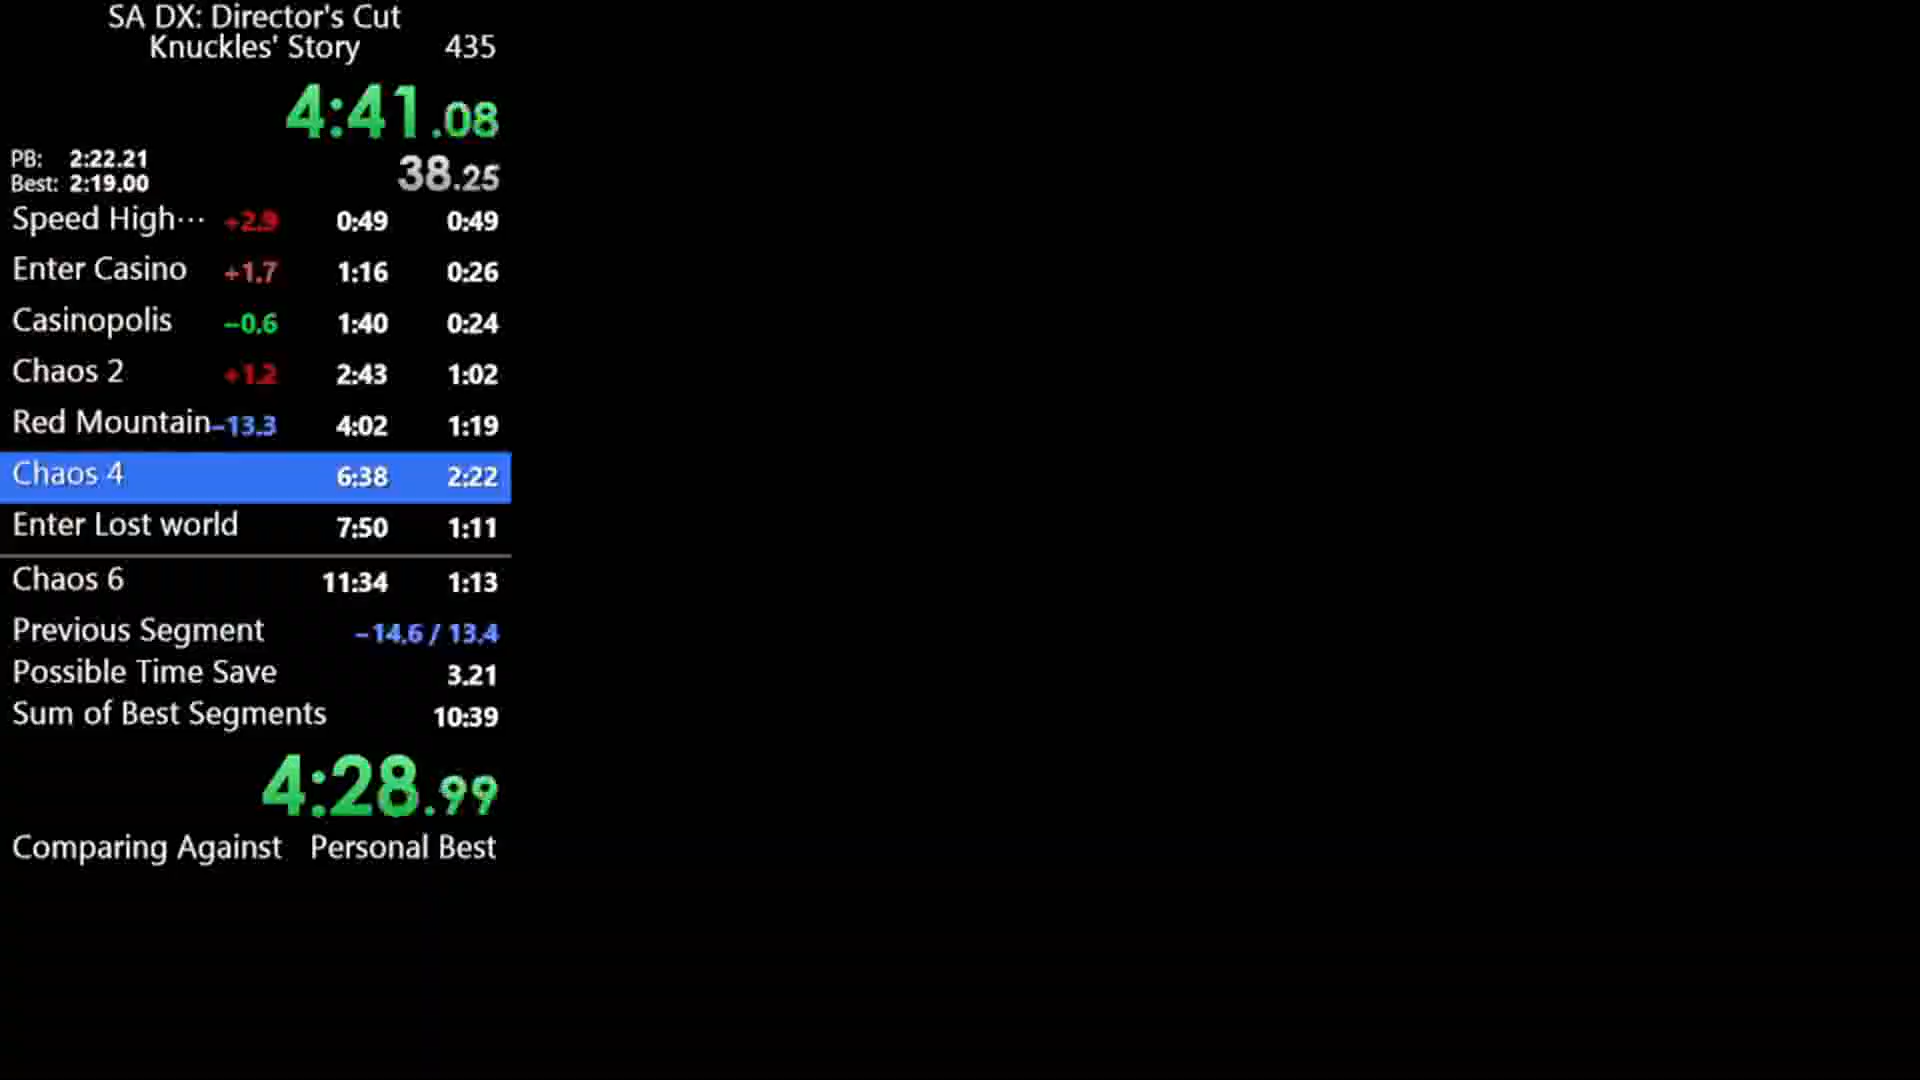 SA DX: Director's Cut
Knuckles' Story 435
4:41.08
PB: 2:22.21
38.25
Best: 2:19.00
Speed High··· +2.9 0:49 0:49
Enter Casino +1.7 1:16 0:26
Casinopolis −0.6 1:40 0:24
Chaos 2 +1.2 2:43 1:02
Red Mountain −13.3 4:02 1:19
Chaos 4 6:38 2:22
Enter Lost world 7:50 1:11
Chaos 6 11:34 1:13
Previous Segment −14.6 / 13.4
Possible Time Save 3.21
Sum of Best Segments 10:39
4:28.99
Comparing Against Personal Best